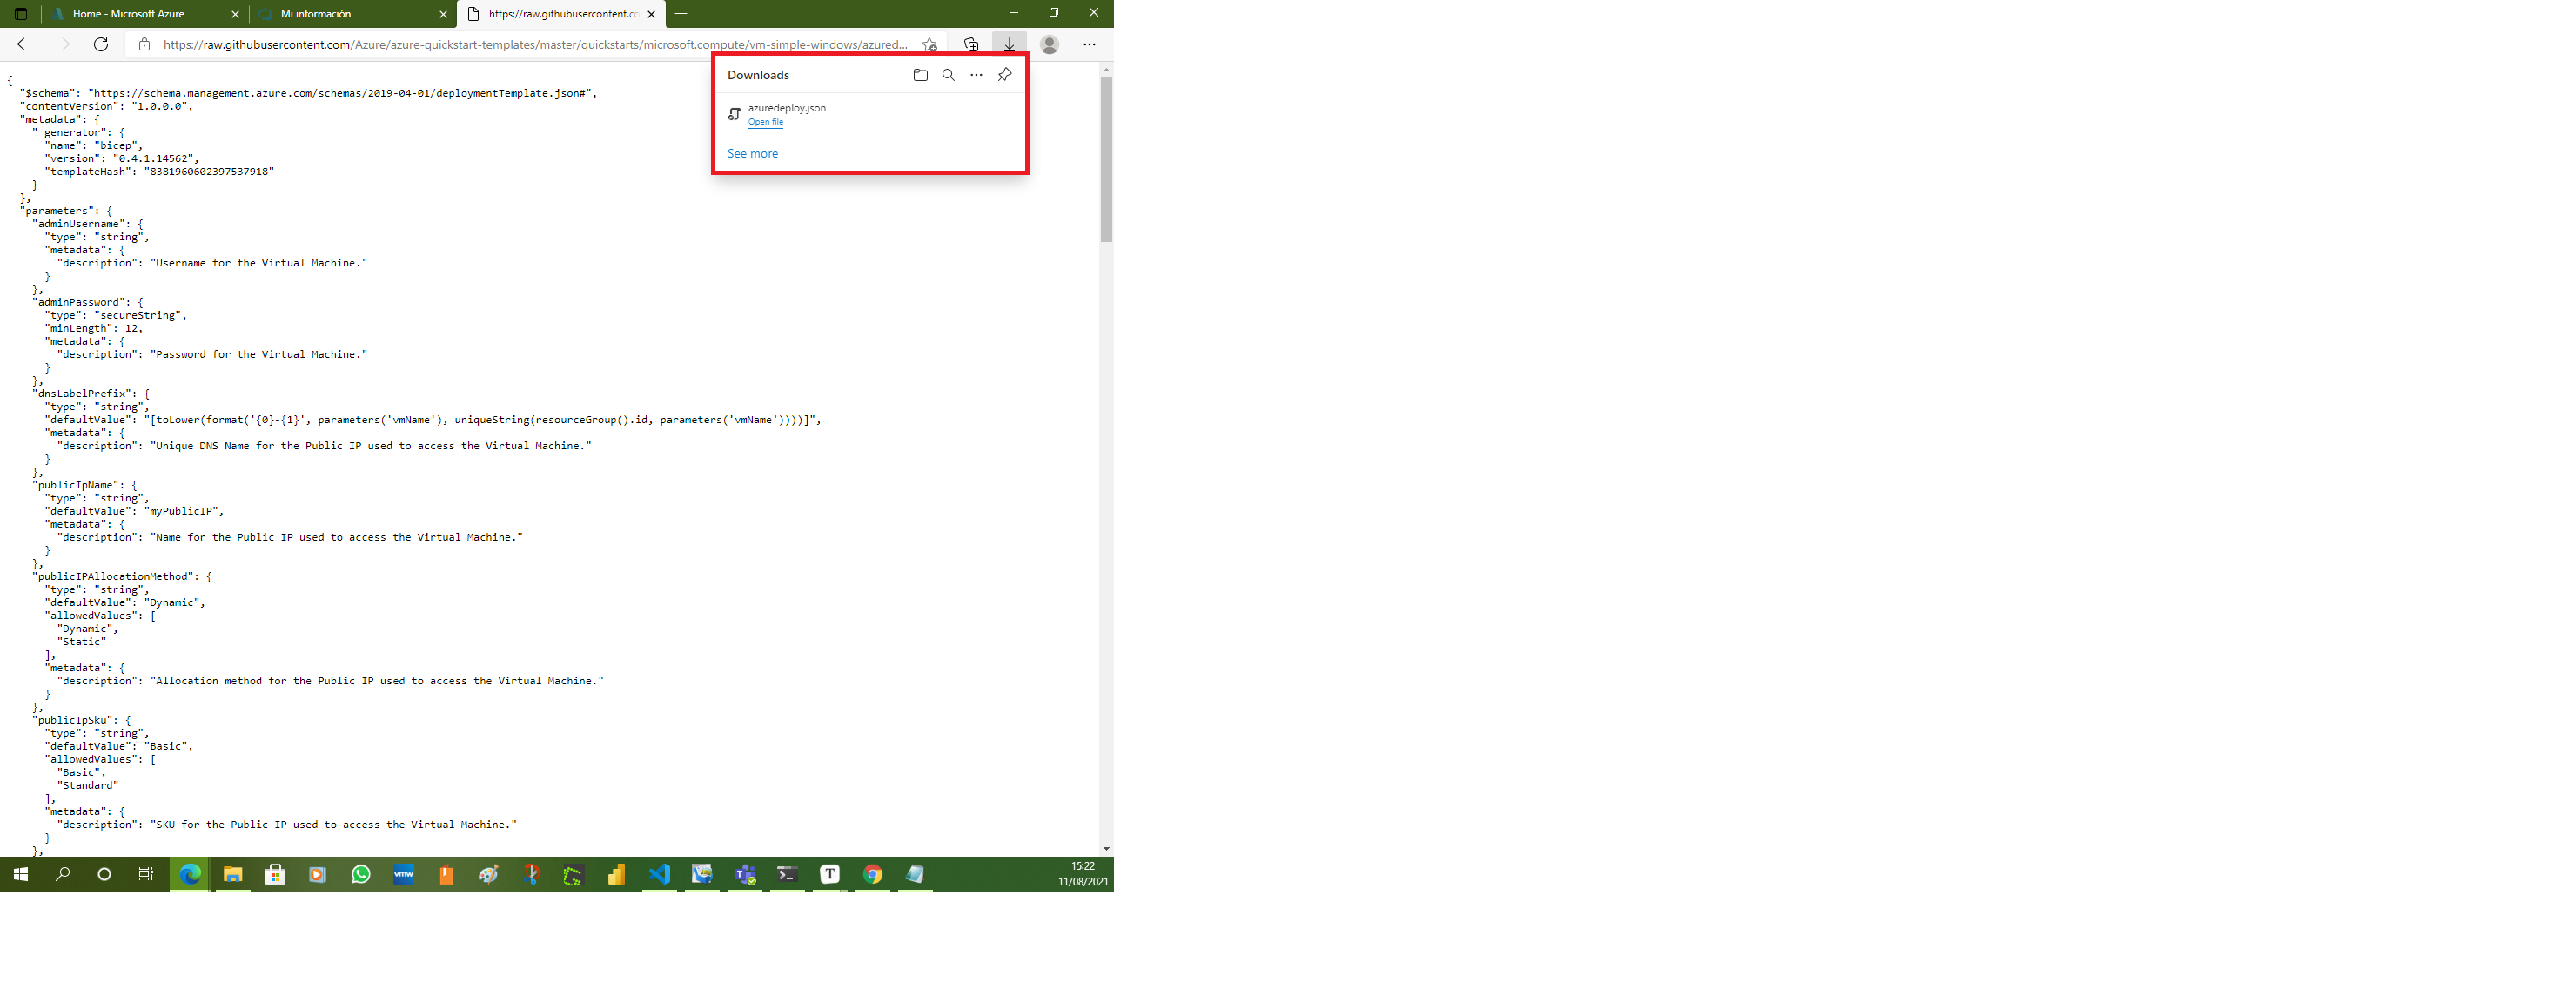 Home - Microsoft Azure
Mi información
https://raw.githubusercontent.co
https://raw.githubusercontent.com/Azure/azure-quickstart-templates/master/quickstarts/microsoft.compute/vm-simple-windows/azured...
Downloads
azuredeploy.json
Open file
See more
{
"$schema": "https://schema.management.azure.com/schemas/2019-04-01/deploymentTemplate.json#",
"contentVersion": "1.0.0.0",
"metadata": {
"_generator": {
"name": "bicep",
"version": "0.4.1.14562",
"templateHash": "8381960602397537918"
}
},
"parameters": {
"adminUsername": {
"type": "string",
"metadata": {
"description": "Username for the Virtual Machine."
}
},
"adminPassword": {
"type": "secureString",
"minLength": 12,
"metadata": {
"description": "Password for the Virtual Machine."
}
},
"dnsLabelPrefix": {
"type": "string",
"defaultValue": "[toLower(format('{0}-{1}', parameters('vmName'), uniqueString(resourceGroup().id, parameters('vmName'))))]",
"metadata": {
"description": "Unique DNS Name for the Public IP used to access the Virtual Machine."
}
},
"publicIpName": {
"type": "string",
"defaultValue": "myPublicIP",
"metadata": {
"description": "Name for the Public IP used to access the Virtual Machine."
}
},
"publicIPAllocationMethod": {
"type": "string",
"defaultValue": "Dynamic",
"allowedValues": [
"Dynamic",
"Static"
],
"metadata": {
"description": "Allocation method for the Public IP used to access the Virtual Machine."
}
},
"publicIpSku": {
"type": "string",
"defaultValue": "Basic",
"allowedValues": [
"Basic",
"Standard"
],
"metadata": {
"description": "SKU for the Public IP used to access the Virtual Machine."
}
},
vmw
T
15:22
11/08/2021